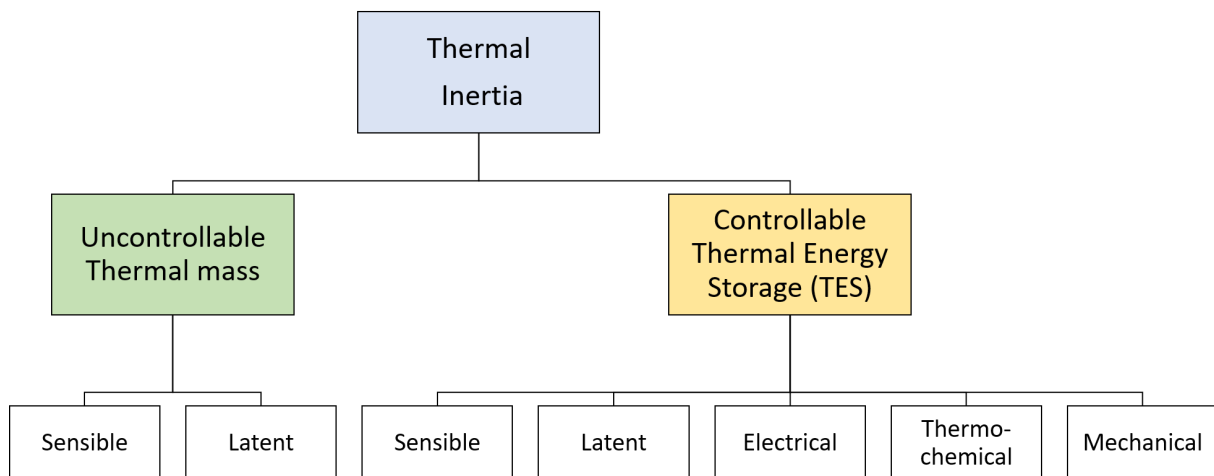 Thermal
Inertia
Uncontrollable
Thermal mass
Controllable
Thermal Energy
Storage (TES)
Sensible
Latent
Sensible
Latent
Electrical
Thermo-
chemical
Mechanical